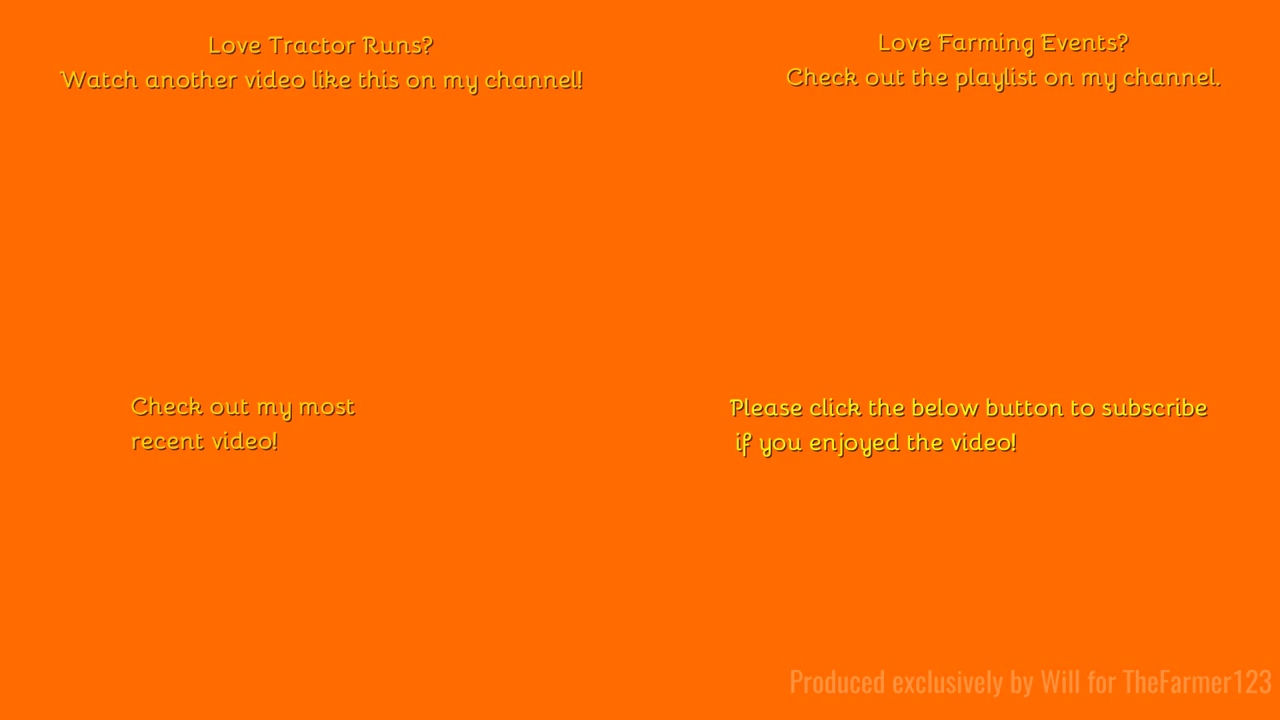 Love Tractor Runs?
Watch another video like this on my channel!
Love Farming Events?
Check out the playlist on my channel.
Check out my most
recent video!
Please click the below button to subscribe
if you enjoyed the video!
Produced exclusively by Will for TheFarmer123